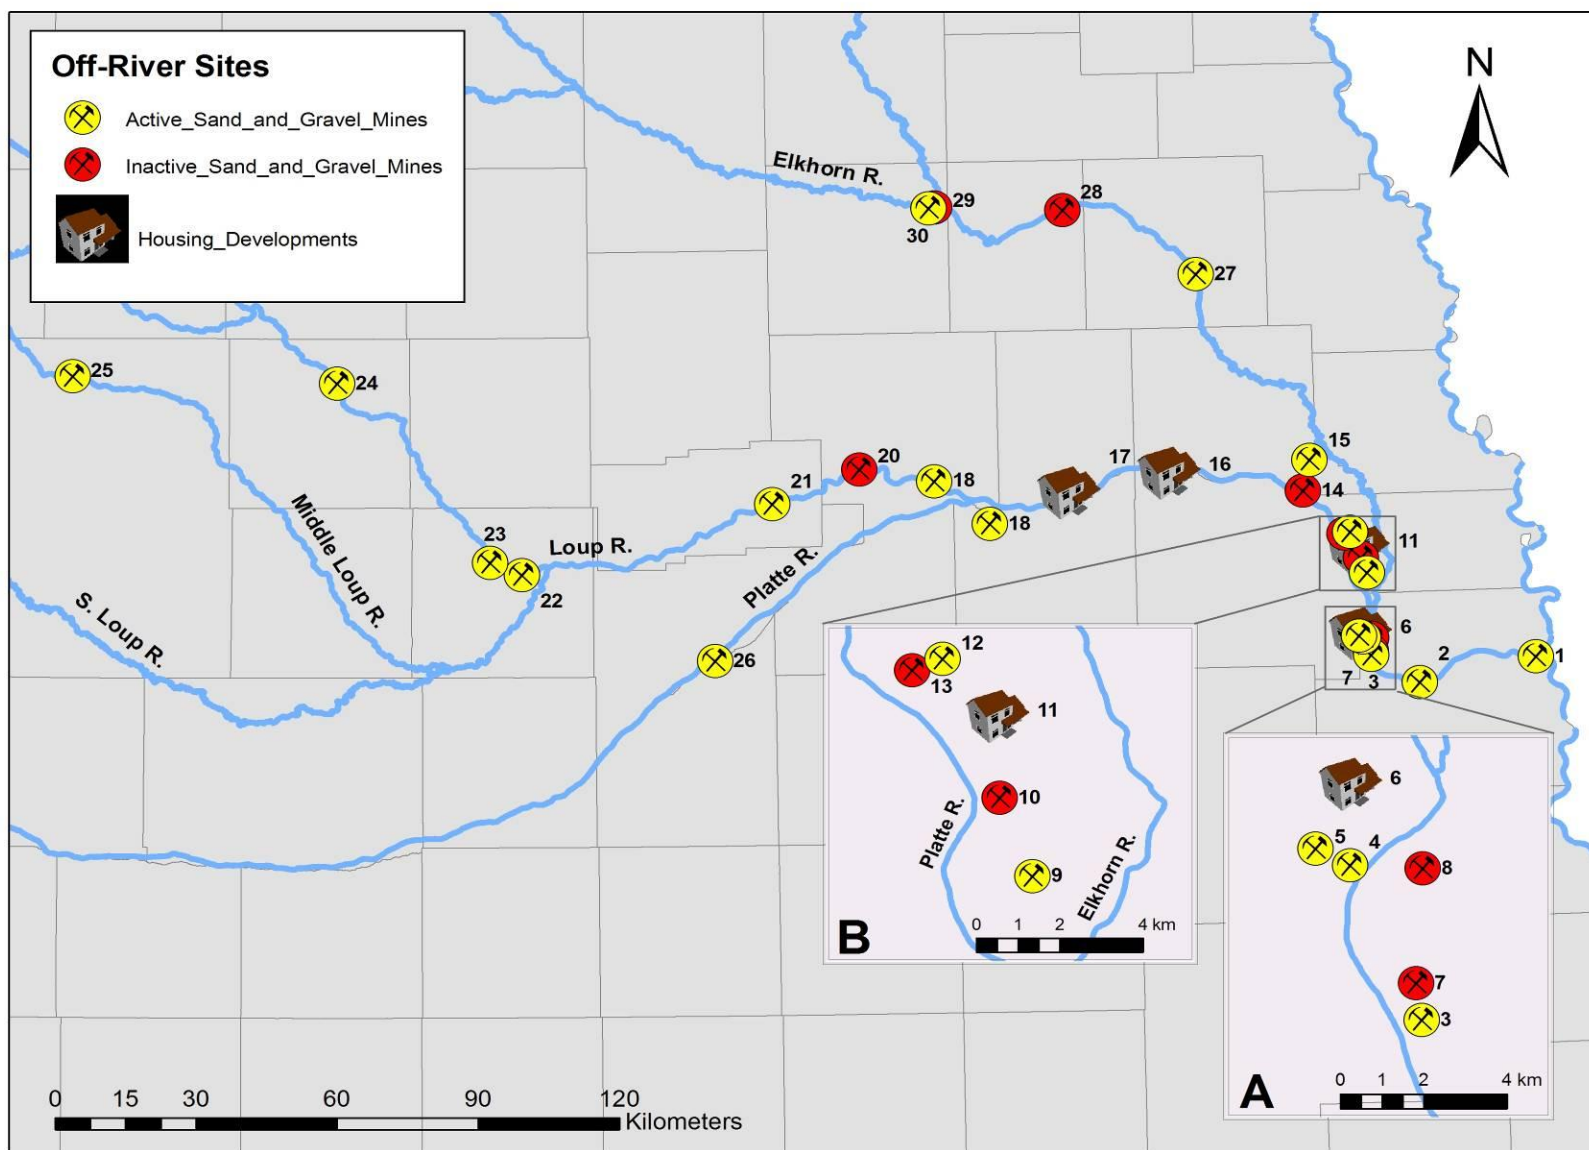 Off-River Sites
Active_Sand_and_Gravel_Mines
Inactive_Sand_and_Gravel_Mines
Housing_Developments
N
Elkhorn R.
29
30
28
27
25
24
Middle Loup R.
S. Loup R.
23
22
Loup R.
21
20
18
18
Platte R.
26
17
16
15
14
11
6
7
3
2
1
12
13
11
10
9
Platte R.
Elkhorn R.
B
0 1 2 4 km
6
5
4
8
7
3
A
0 1 2 4 km
0 15 30 60 90 120
Kilometers